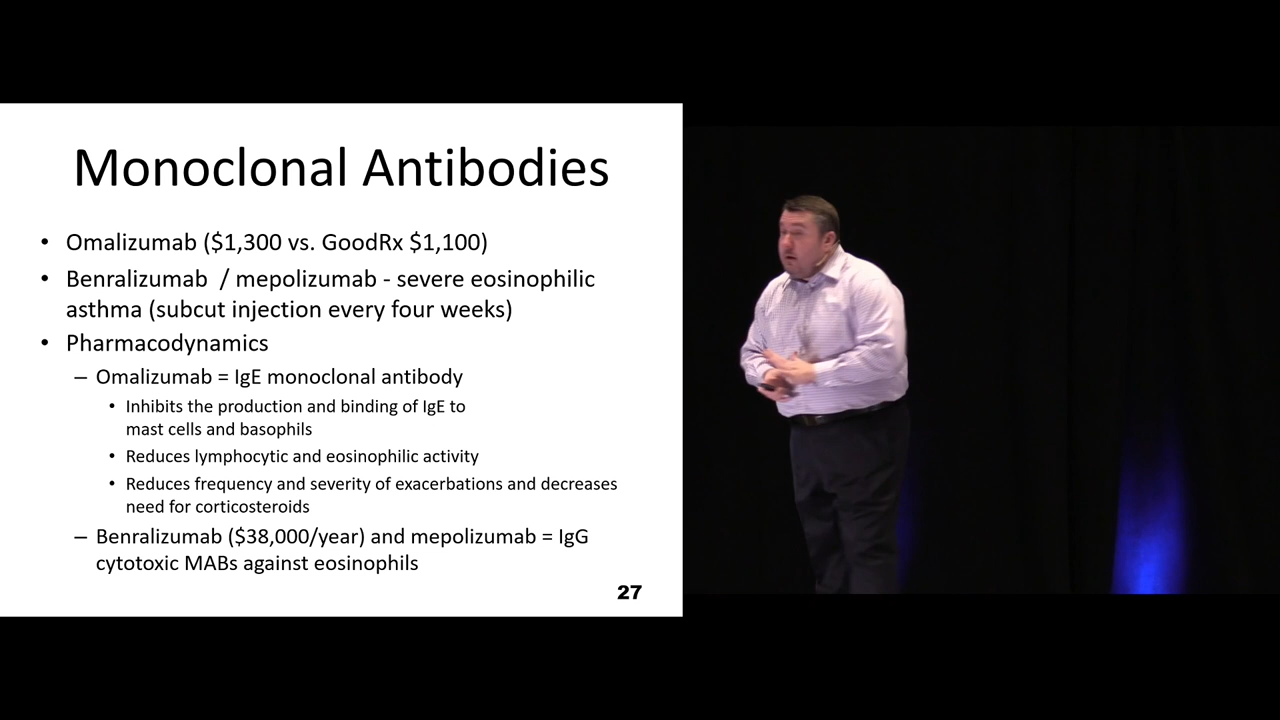 Monoclonal Antibodies
• Omalizumab ($1,300 vs. GoodRx $1,100)
• Benralizumab / mepolizumab - severe eosinophilic
asthma (subcut injection every four weeks)
• Pharmacodynamics
– Omalizumab = IgE monoclonal antibody
• Inhibits the production and binding of IgE to
mast cells and basophils
• Reduces lymphocytic and eosinophilic activity
• Reduces frequency and severity of exacerbations and decreases
need for corticosteroids
– Benralizumab ($38,000/year) and mepolizumab = IgG
cytotoxic MABs against eosinophils
27